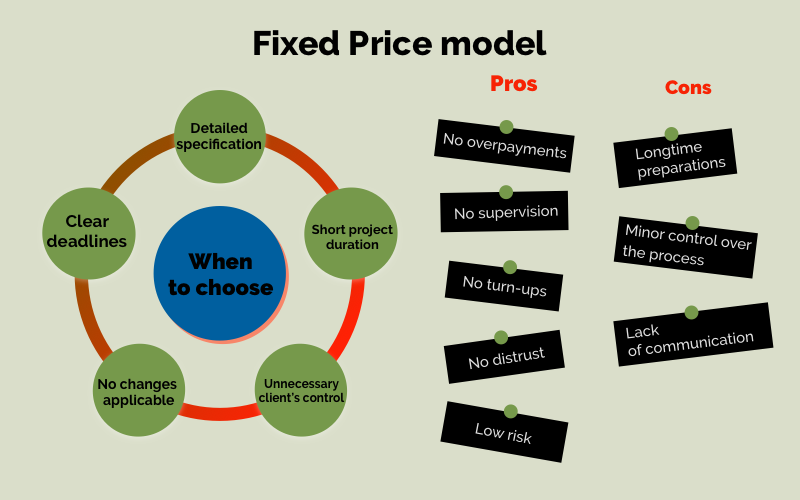 Fixed Price model
Detailed
specification
Short project
duration
Unnecessary
client's control
No changes
applicable
Clear
deadlines
When
to choose
Pros
No overpayments
No supervision
No turn-ups
No distrust
Low risk
Cons
Longtime
preparations
Minor control over
the process
Lack
of communication